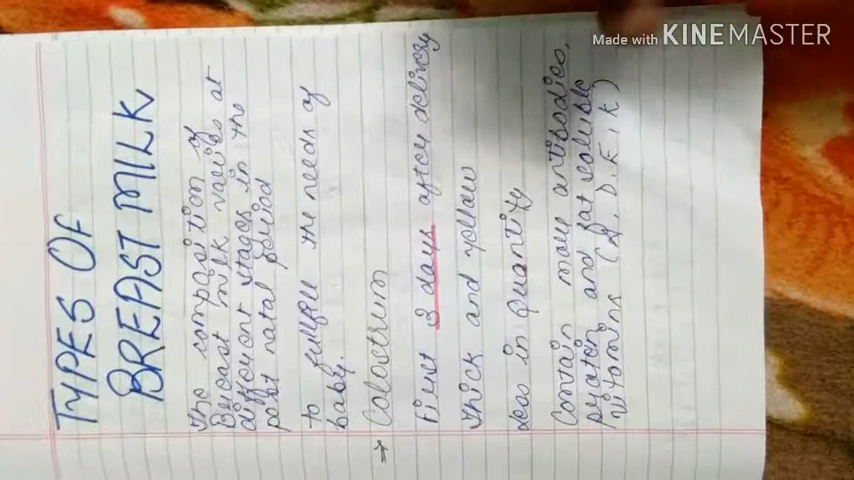 TYPES OF
BREAST MILK
The composition of
Breast milk varies at
different stages in the
post natal period
to fulfill the needs of
baby.
→ Colostrum
First 3 days after delivery
Thick and yellow
Less in Quantity
Contain more antibodies,
protein and fat soluble
vitamins (A, D, E, K)
Made with KINEMASTER